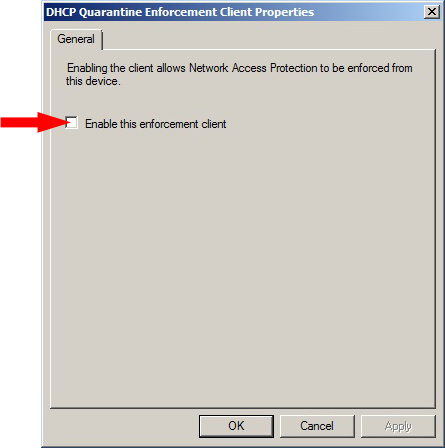 DHCP Quarantine Enforcement Client Properties
General
Enabling the client allows Network Access Protection to be enforced from
this device.
Enable this enforcement client
OK
Cancel
Apply